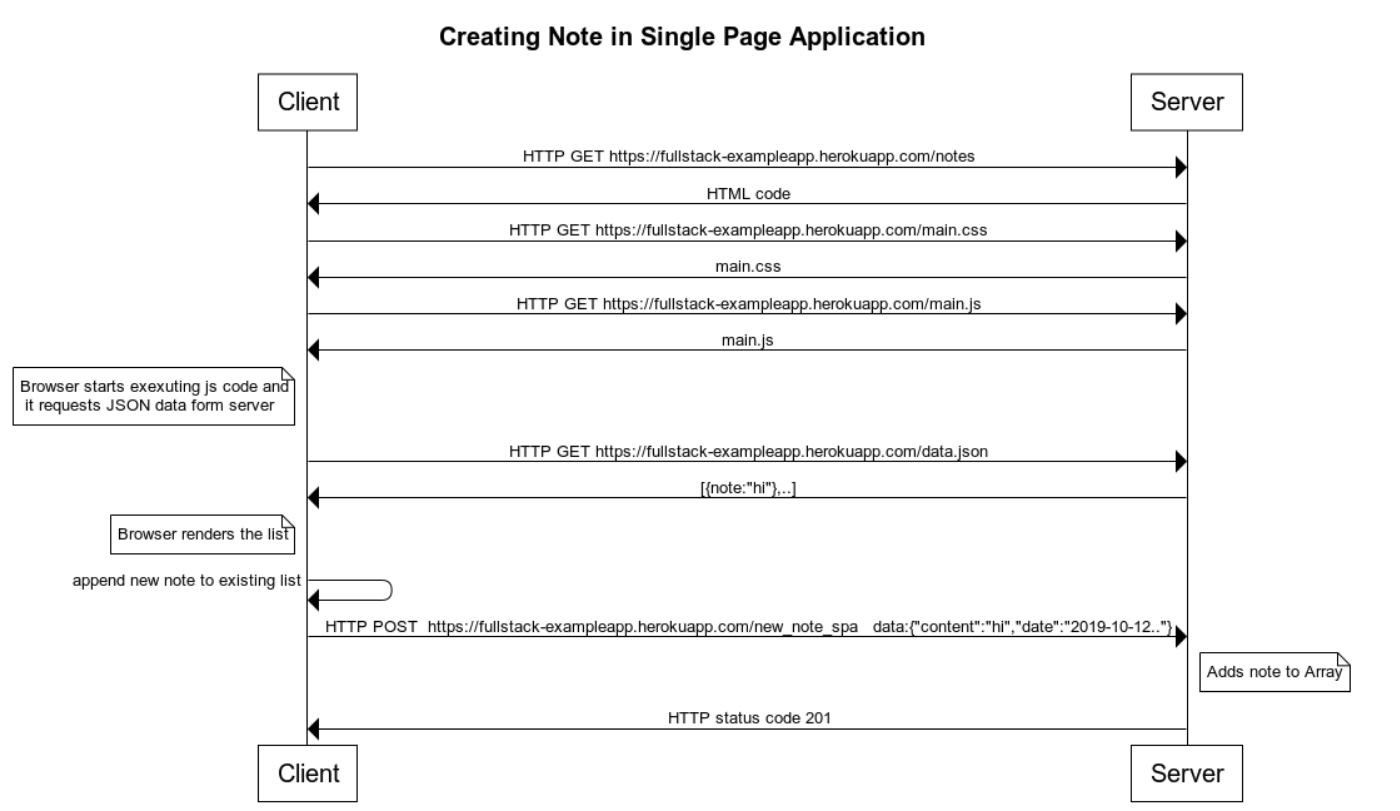 Creating Note in Single Page Application
Client
Server
HTTP GET https://fullstack-exampleapp.herokuapp.com/notes
HTML code
HTTP GET https://fullstack-exampleapp.herokuapp.com/main.css
main.css
HTTP GET https://fullstack-exampleapp.herokuapp.com/main.js
main.js
Browser starts exexuting js code and
it requests JSON data form server
HTTP GET https://fullstack-exampleapp.herokuapp.com/data.json
[{note:"hi"},..]
Browser renders the list
append new note to existing list
HTTP POST  https://fullstack-exampleapp.herokuapp.com/new_note_spa   data:{"content":"hi","date":"2019-10-12.."}
Adds note to Array
HTTP status code 201
Client
Server